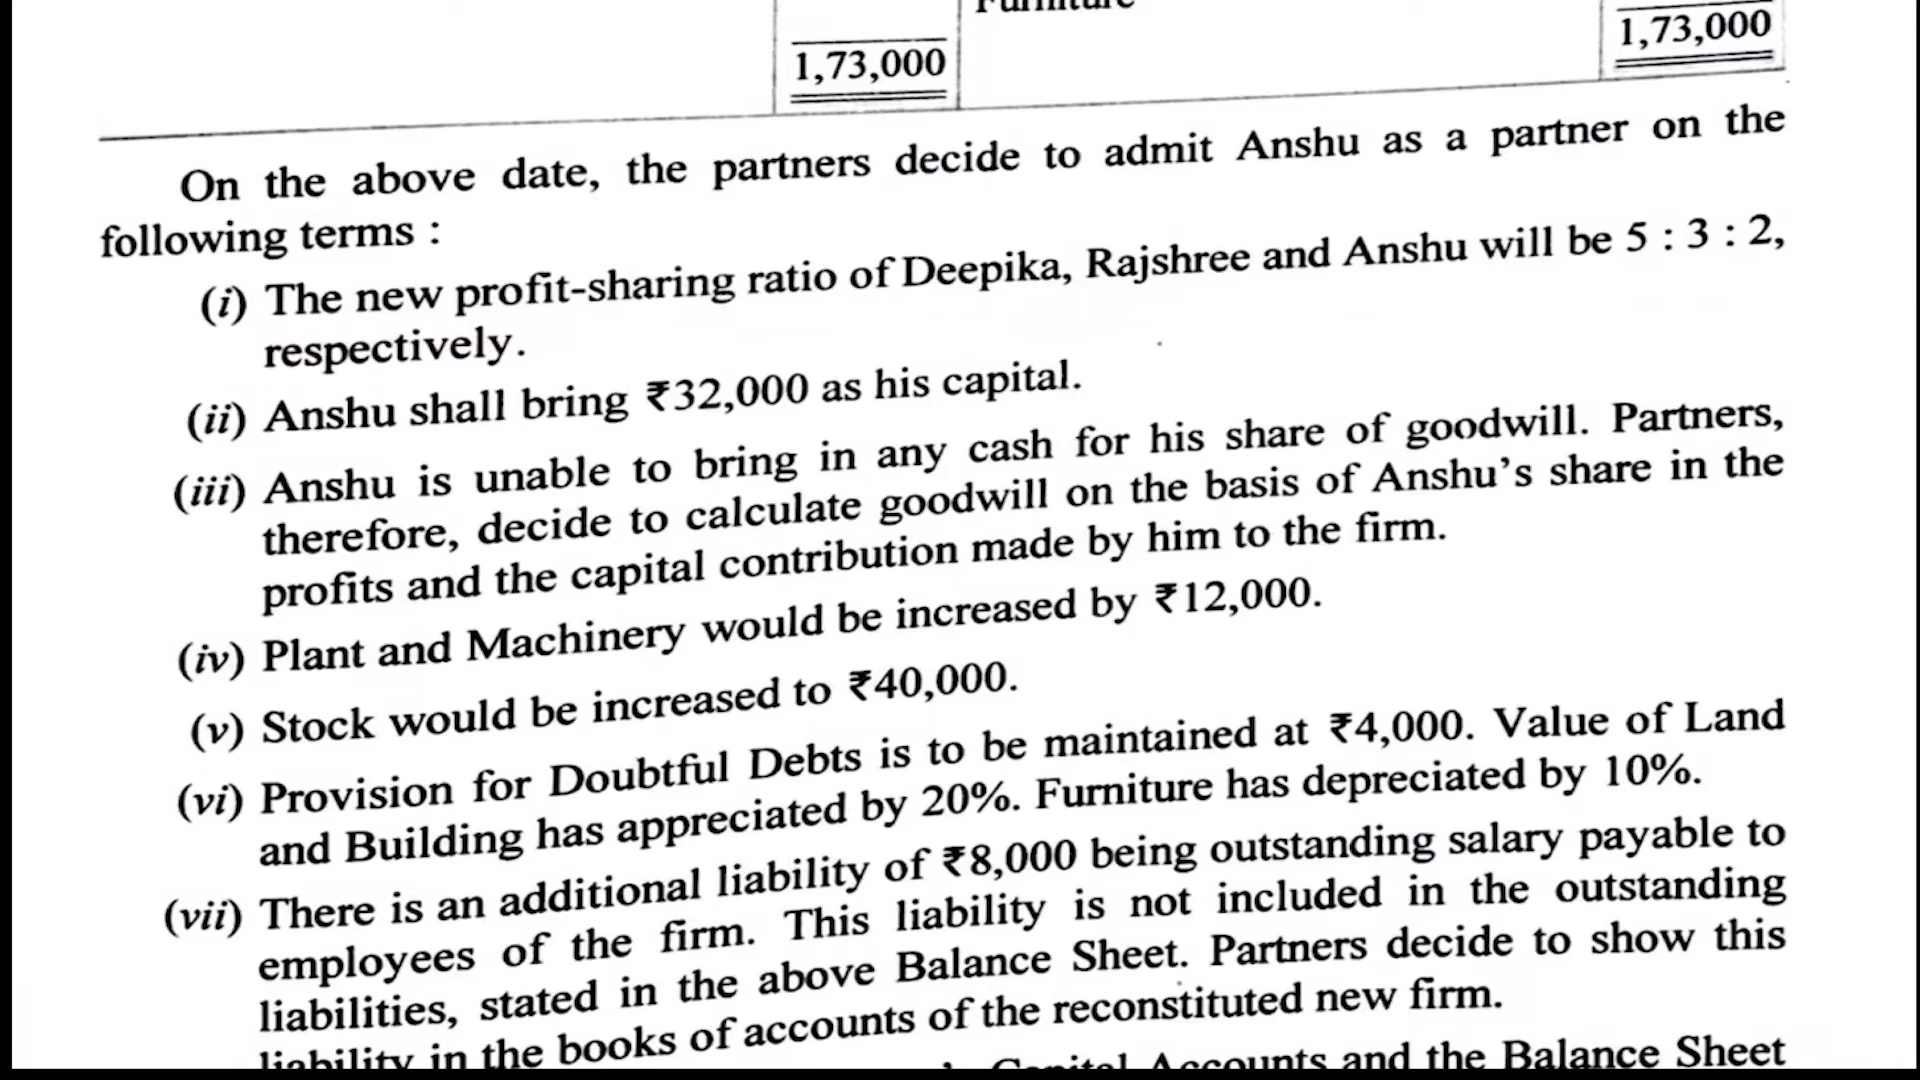 Furniture
1,73,000
1,73,000
On the above date, the partners decide to admit Anshu as a partner on the
following terms :
(i) The new profit-sharing ratio of Deepika, Rajshree and Anshu will be 5 : 3 : 2,
respectively.
(ii) Anshu shall bring ₹32,000 as his capital.
(iii) Anshu is unable to bring in any cash for his share of goodwill. Partners,
therefore, decide to calculate goodwill on the basis of Anshu's share in the
profits and the capital contribution made by him to the firm.
(iv) Plant and Machinery would be increased by ₹12,000.
(v) Stock would be increased to ₹40,000.
(vi) Provision for Doubtful Debts is to be maintained at ₹4,000. Value of Land
and Building has appreciated by 20%. Furniture has depreciated by 10%.
(vii) There is an additional liability of ₹8,000 being outstanding salary payable to
employees of the firm. This liability is not included in the outstanding
liabilities, stated in the above Balance Sheet. Partners decide to show this
liability in the books of accounts of the reconstituted new firm.
Capital Accounts and the Balance Sheet